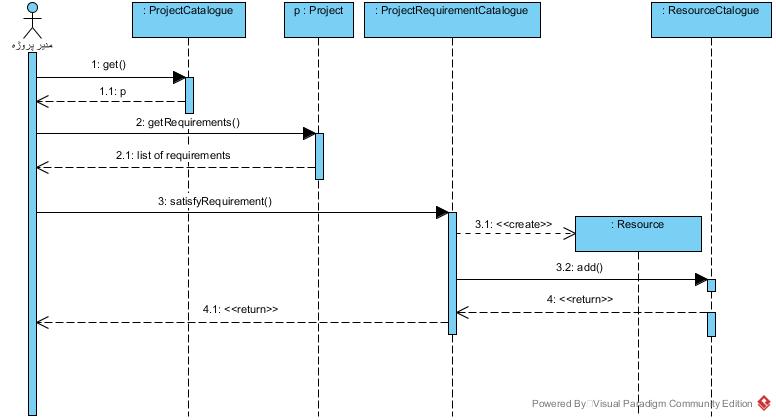 : ProjectCatalogue
p : Project
: ProjectRequirementCatalogue
: ResourceCtalogue
مدیر پروژه
1: get()
1.1: p
2: getRequirements()
2.1: list of requirements
3: satisfyRequirement()
3.1: <<create>>
: Resource
3.2: add()
4: <<return>>
4.1: <<return>>
Powered By Visual Paradigm Community Edition